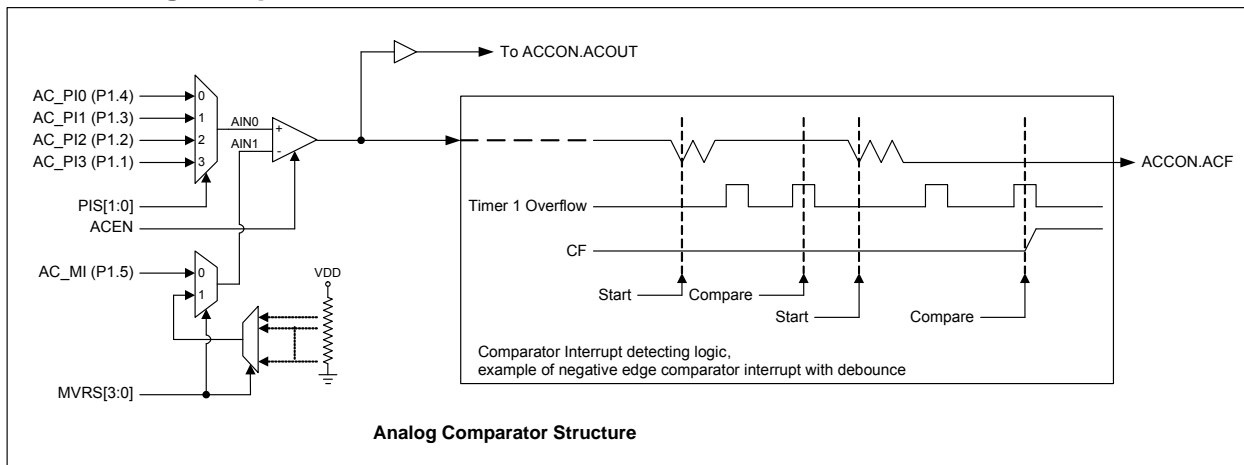 To ACCON.ACOUT
AC_PI0 (P1.4)
AC_PI1 (P1.3)
AC_PI2 (P1.2)
AC_PI3 (P1.1)
0
1
2
3
AIN0
AIN1
+
-
PIS[1:0]
ACEN
AC_MI (P1.5)
0
1
VDD
MVRS[3:0]
ACCON.ACF
Timer 1 Overflow
CF
Start
Compare
Start
Compare
Comparator Interrupt detecting logic,
example of negative edge comparator interrupt with debounce
Analog Comparator Structure